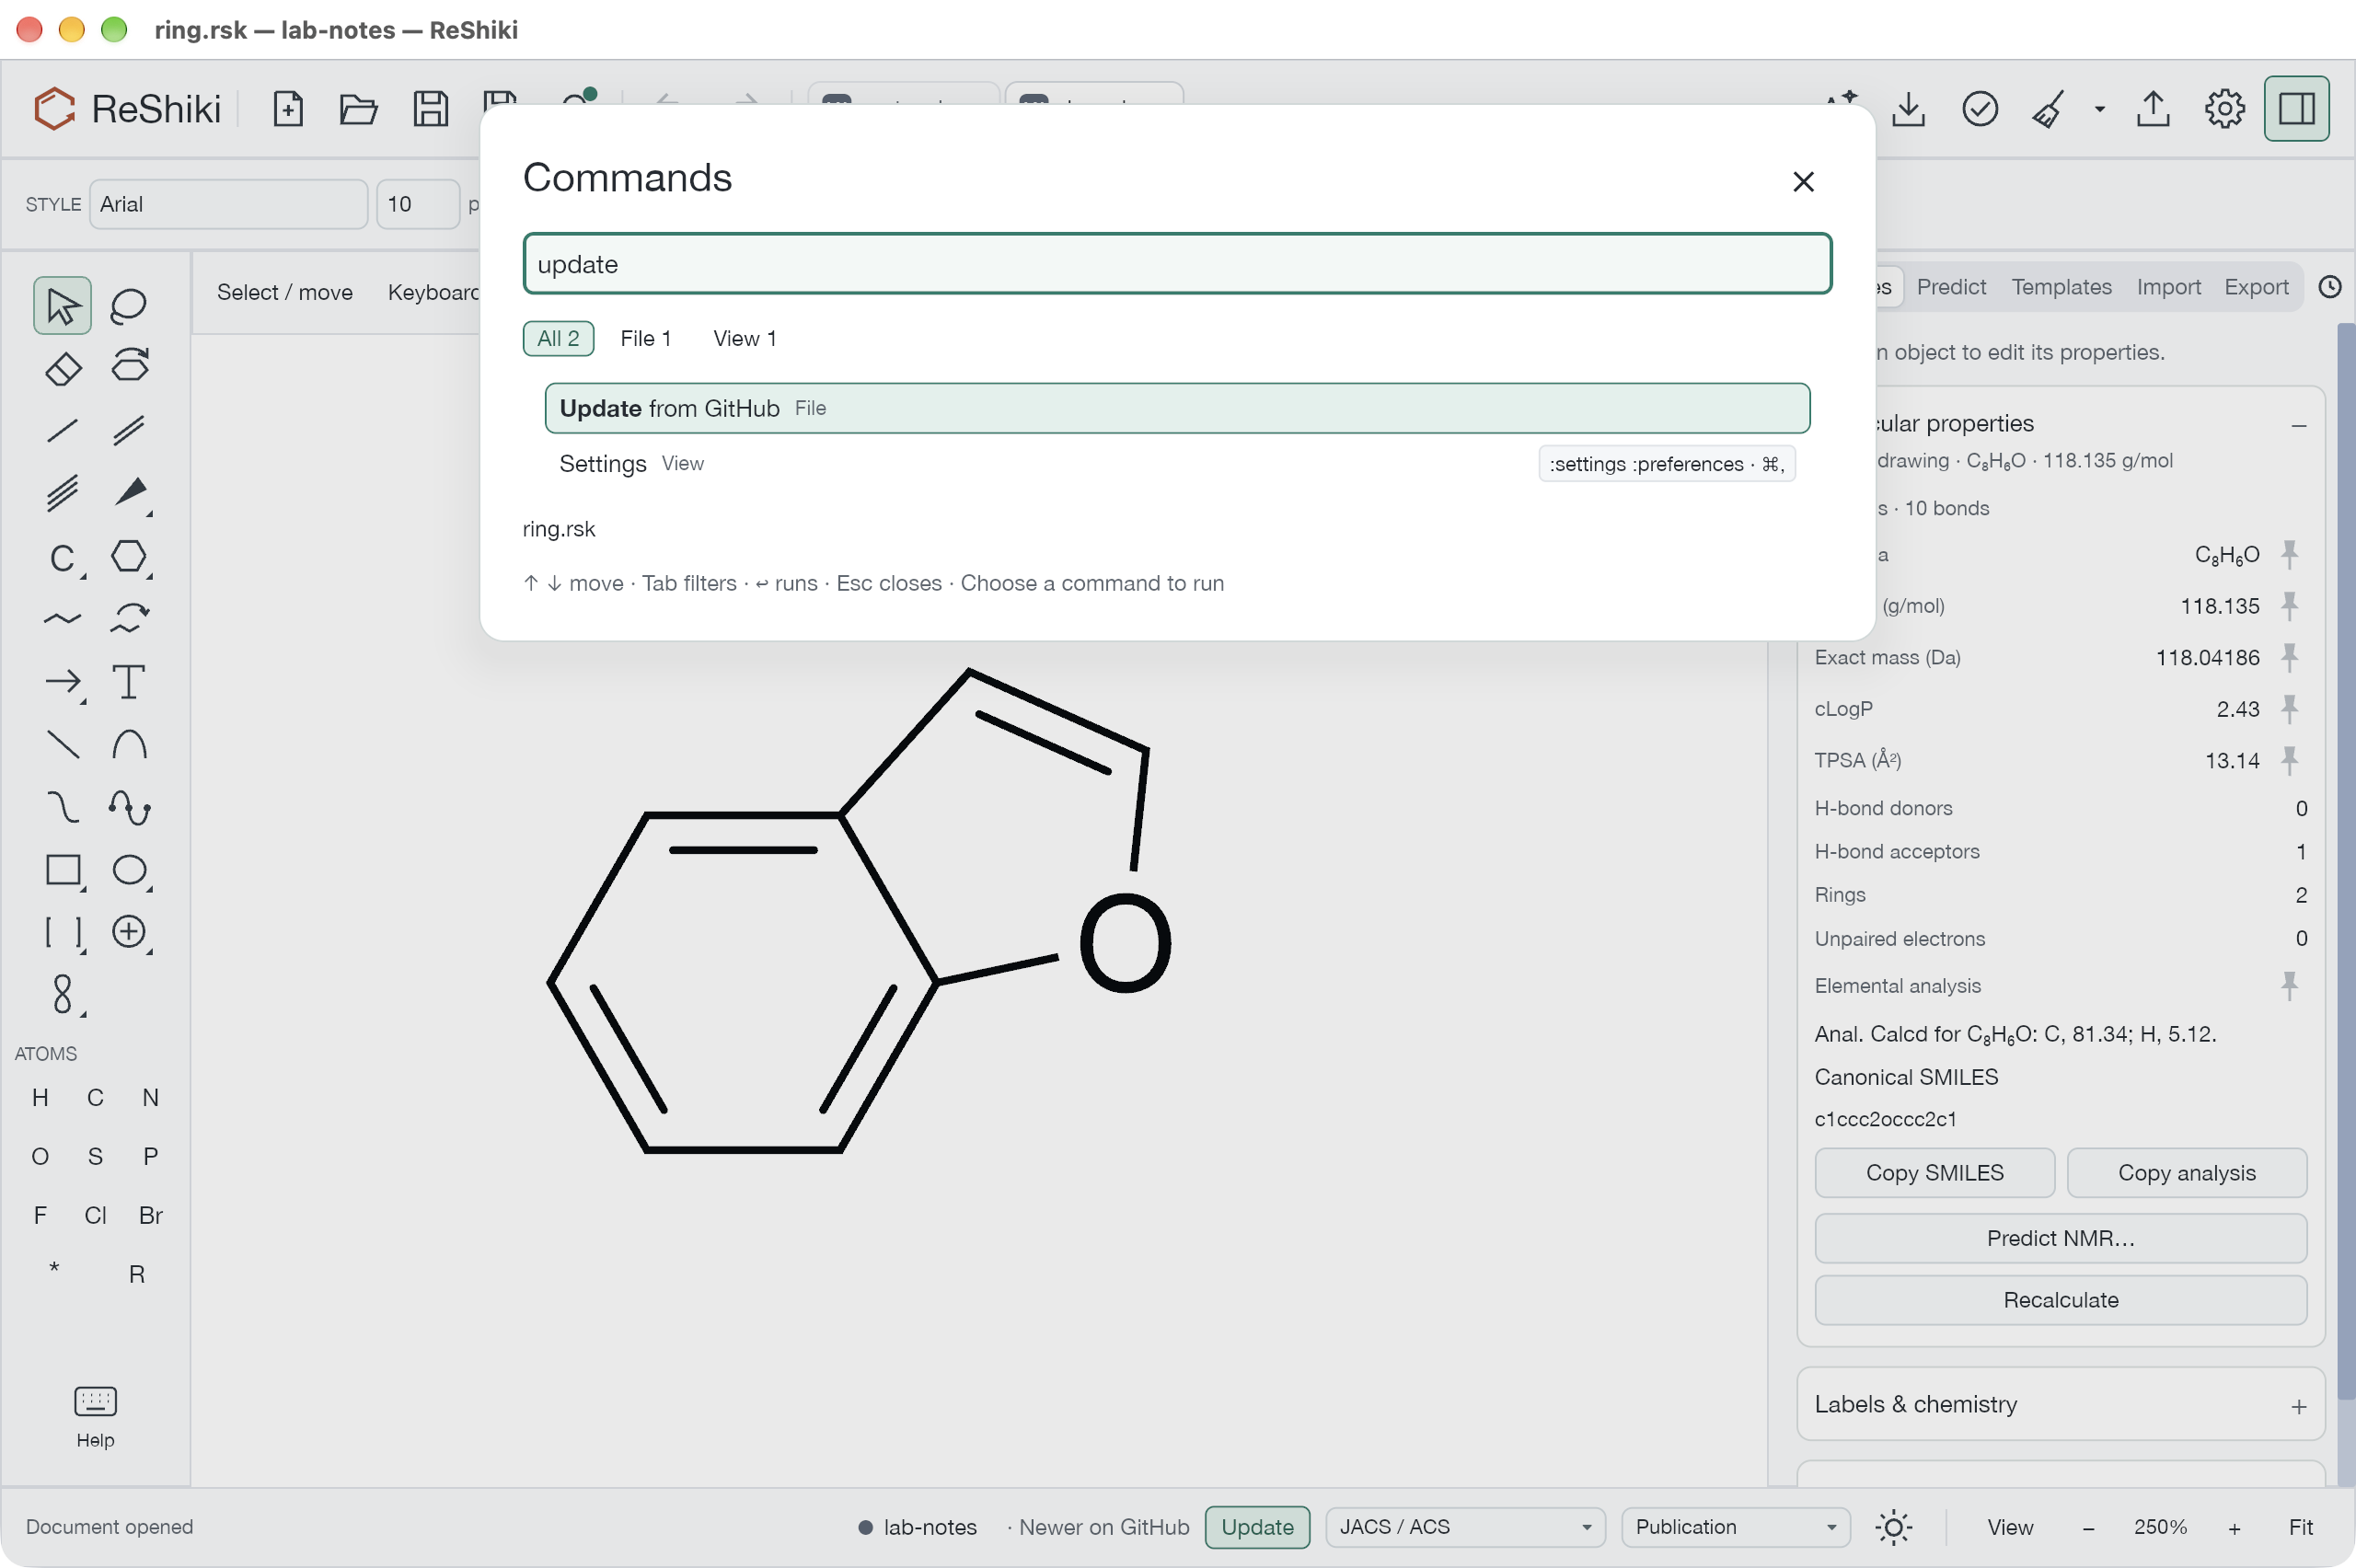 ring.rsk — lab-notes — ReShiki
ReShiki
STYLE Arial 10
Commands
update
All 2 File 1 View 1
Update from GitHub File
Settings View :settings :preferences · ⌘,
ring.rsk
↑ ↓ move · Tab filters · ↩ runs · Esc closes · Choose a command to run
Select / move
Predict Templates Import Export
object to edit its properties.
properties −
drawing · C₈H₆O · 118.135 g/mol
· 10 bonds
C₈H₆O
(g/mol) 118.135
Exact mass (Da) 118.04186
cLogP 2.43
TPSA (Å²) 13.14
H-bond donors 0
H-bond acceptors 1
Rings 2
Unpaired electrons 0
Elemental analysis
Anal. Calcd for C₈H₆O: C, 81.34; H, 5.12.
Canonical SMILES
c1ccc2occc2c1
Copy SMILES Copy analysis
Predict NMR...
Recalculate
Labels & chemistry +
O
C
T
[ ]
ATOMS
H C N
O S P
F Cl Br
* R
Help
Document opened
lab-notes · Newer on GitHub Update JACS / ACS Publication View − 250% + Fit